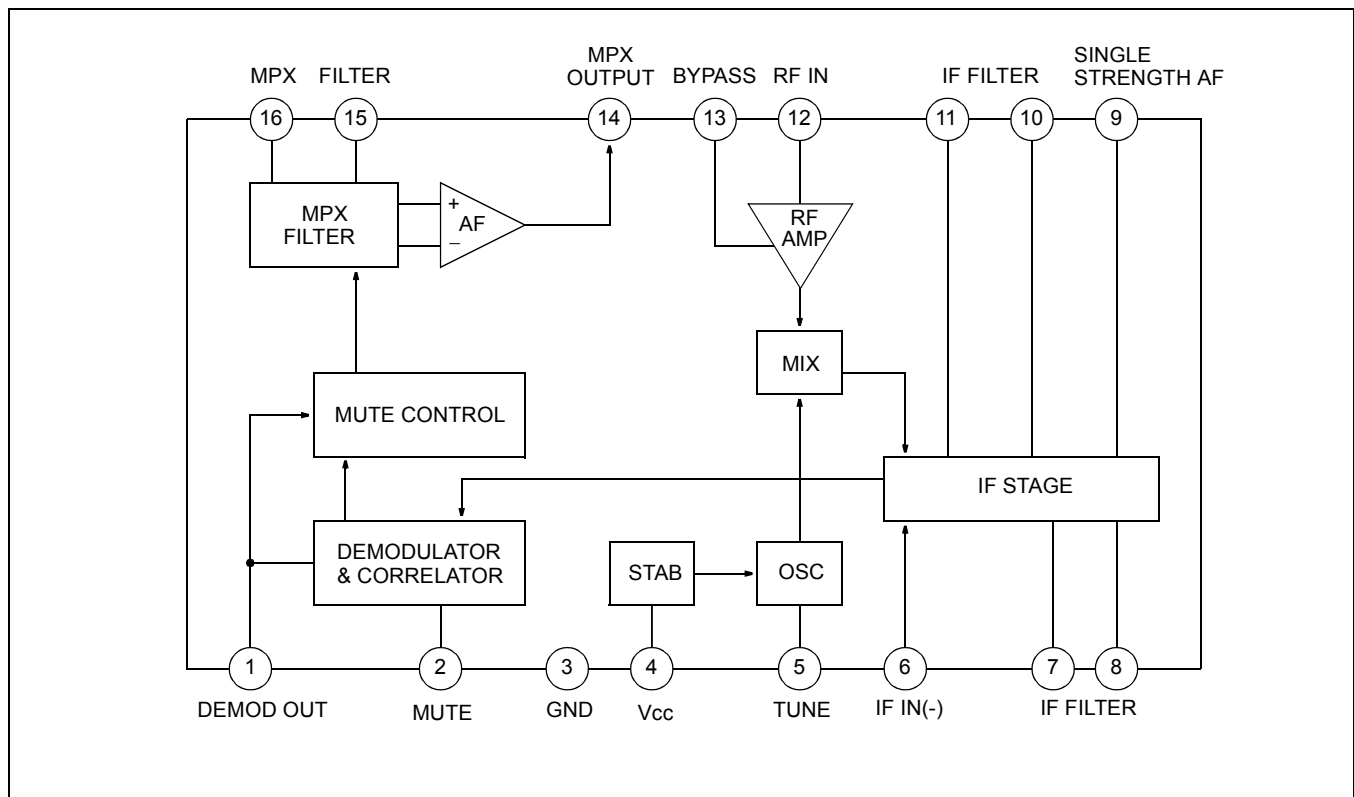 MPX FILTER
MPX
OUTPUT
BYPASS
RF IN
IF FILTER
SINGLE
STRENGTH AF
16
15
14
13
12
11
10
9
MPX
FILTER
+
AF
−
RF
AMP
MIX
MUTE CONTROL
IF STAGE
DEMODULATOR
& CORRELATOR
STAB
OSC
1
2
3
4
5
6
7
8
DEMOD OUT
MUTE
GND
Vcc
TUNE
IF IN(-)
IF FILTER